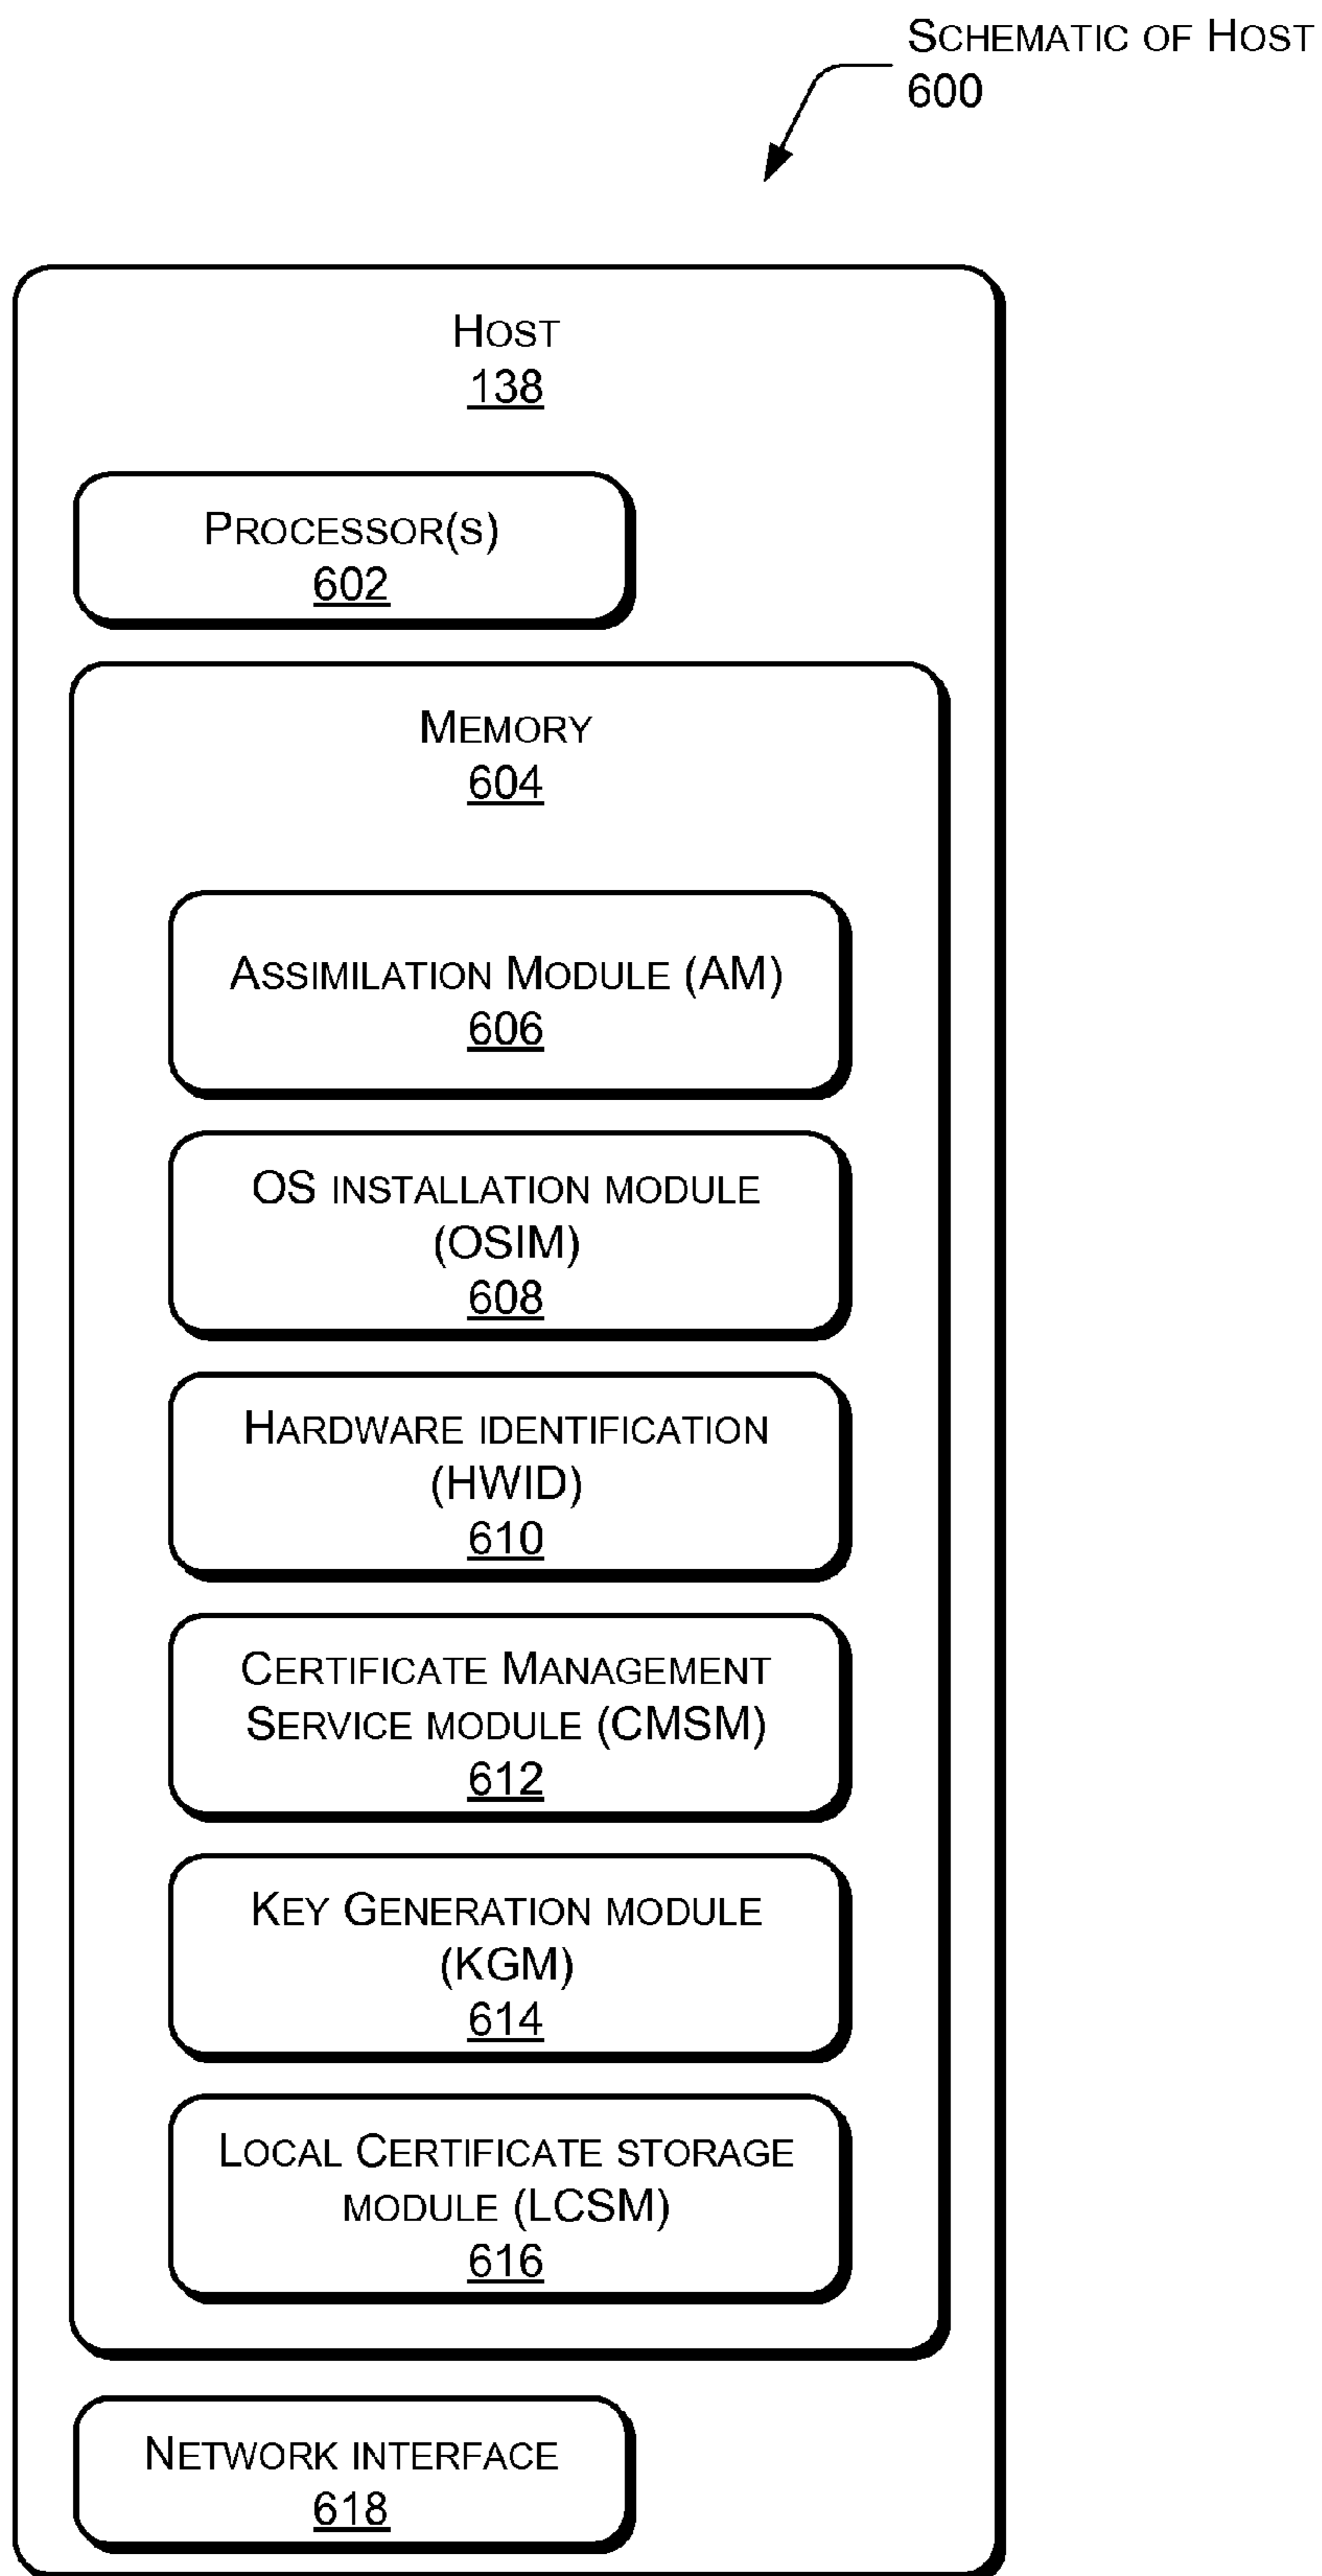 SCHEMATIC OF HOST
600
HOST
138
PROCESSOR(S)
602
MEMORY
604
ASSIMILATION MODULE (AM)
606
OS INSTALLATION MODULE
(OSIM)
608
HARDWARE IDENTIFICATION
(HWID)
610
CERTIFICATE MANAGEMENT
SERVICE MODULE (CMSM)
612
KEY GENERATION MODULE
(KGM)
614
LOCAL CERTIFICATE STORAGE
MODULE (LCSM)
616
NETWORK INTERFACE
618